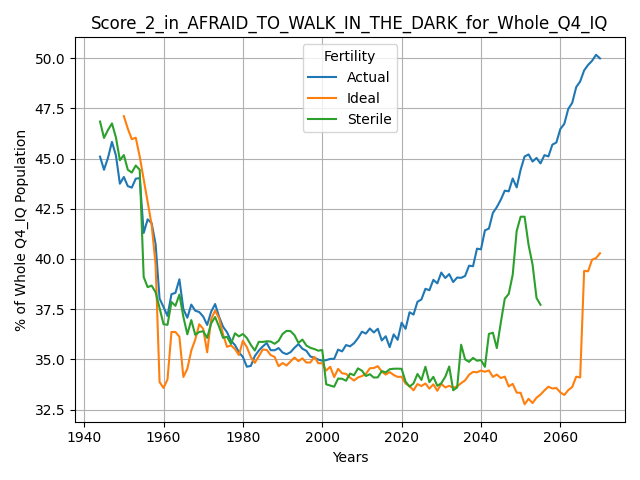 Score_2_in_AFRAID_TO_WALK_IN_THE_DARK_for_Whole_Q4_IQ
Fertility
Actual
Ideal
Sterile
% of Whole Q4_IQ Population
50.0
47.5
45.0
42.5
40.0
37.5
35.0
32.5
1940 1960 1980 2000 2020 2040 2060
Years